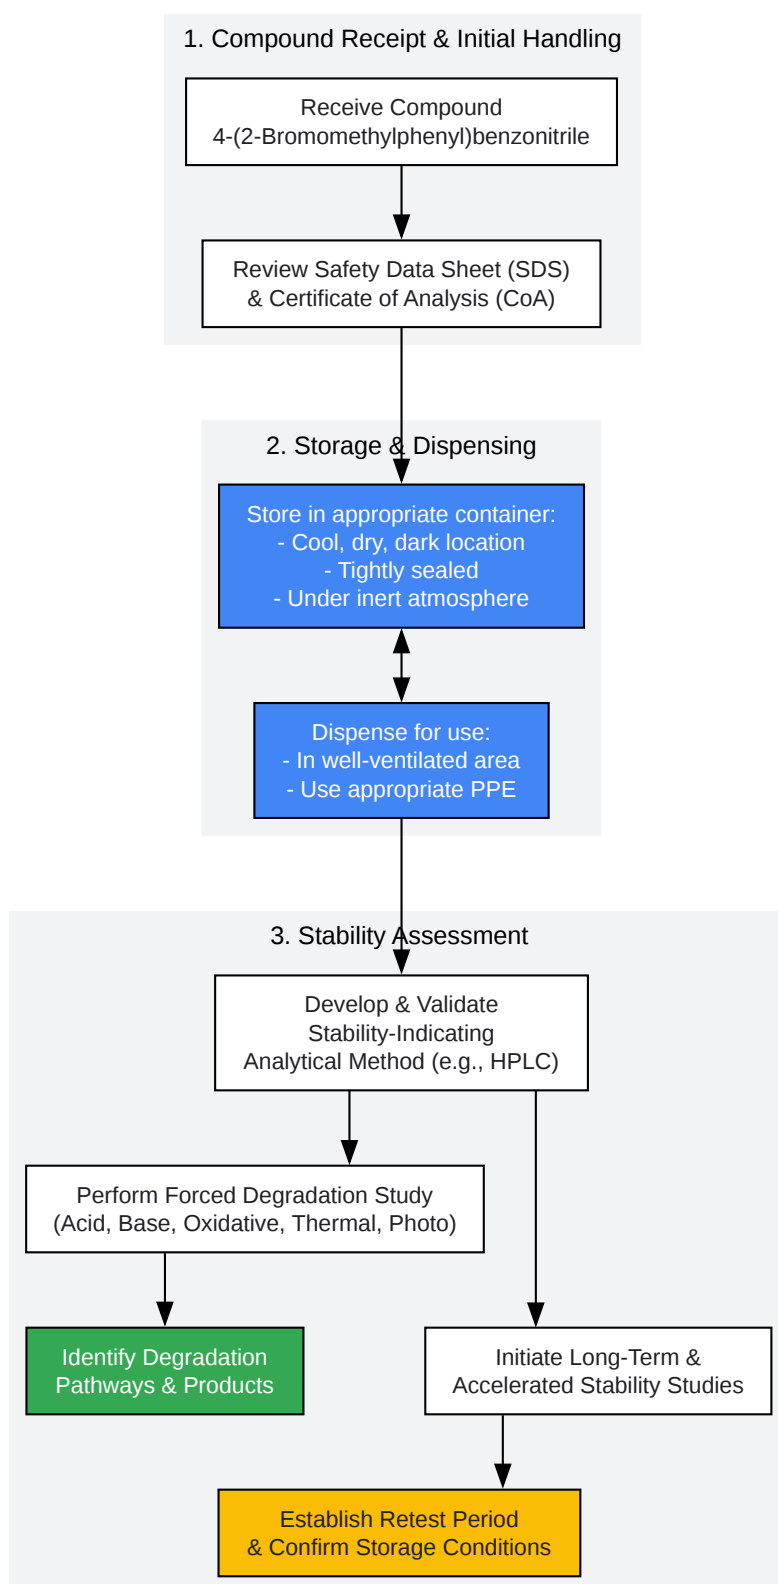 1. Compound Receipt & Initial Handling
Receive Compound
4-(2-Bromomethylphenyl)benzonitrile
Review Safety Data Sheet (SDS)
& Certificate of Analysis (CoA)
2. Storage & Dispensing
Store in appropriate container:
- Cool, dry, dark location
- Tightly sealed
- Under inert atmosphere
Dispense for use:
- In well-ventilated area
- Use appropriate PPE
3. Stability Assessment
Develop & Validate
Stability-Indicating
Analytical Method (e.g., HPLC)
Perform Forced Degradation Study
(Acid, Base, Oxidative, Thermal, Photo)
Identify Degradation
Pathways & Products
Initiate Long-Term &
Accelerated Stability Studies
Establish Retest Period
& Confirm Storage Conditions